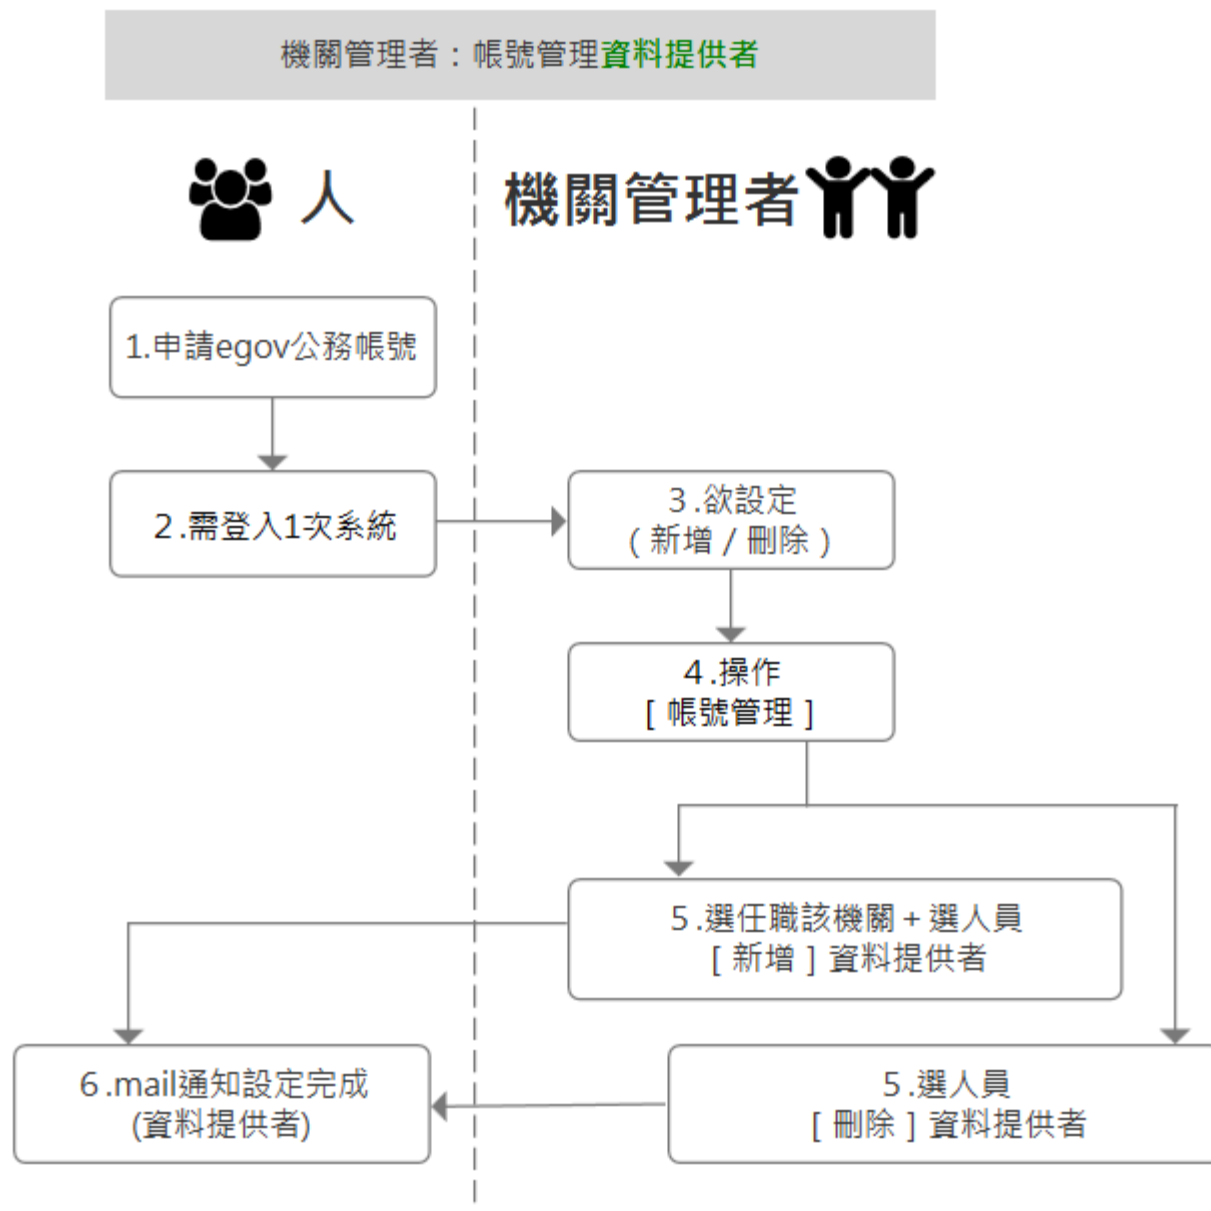 機關管理者：帳號管理資料提供者
人
機關管理者
1.申請egov公務帳號
２.需登入1次系統
３.欲設定
（新增／刪除）
４.操作
［帳號管理］
５.選任職該機關＋選人員
［新增］資料提供者
６.mail通知設定完成
(資料提供者)
５.選人員
［刪除］資料提供者